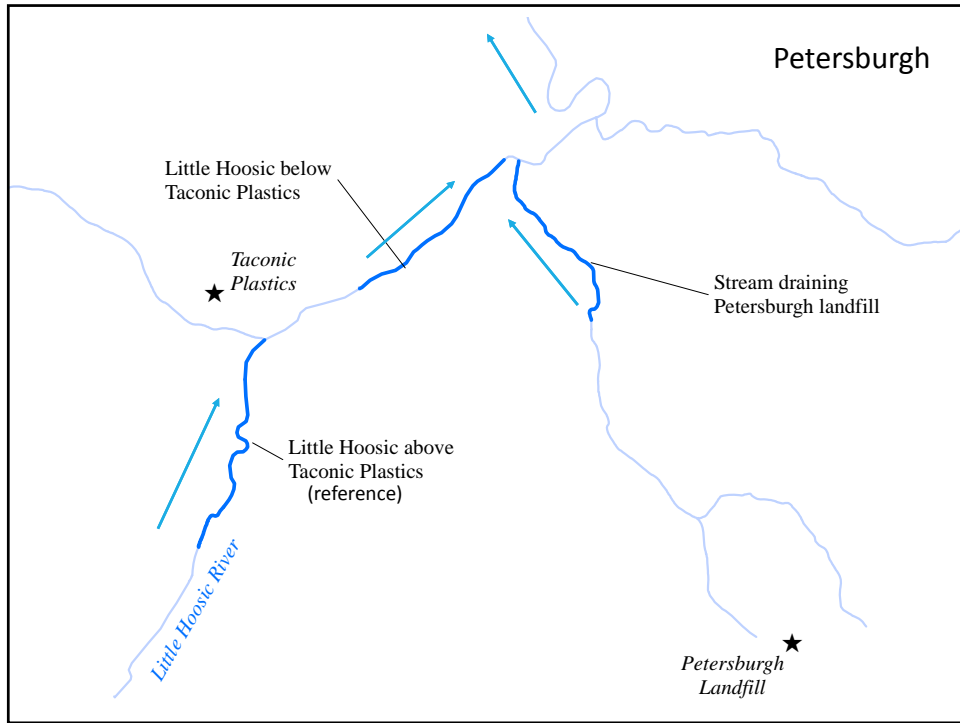 Petersburgh
Little Hoosic below
Taconic Plastics
Taconic
Plastics
Stream draining
Petersburgh landfill
Little Hoosic above
Taconic Plastics
(reference)
Little Hoosic River
Petersburgh
Landfill